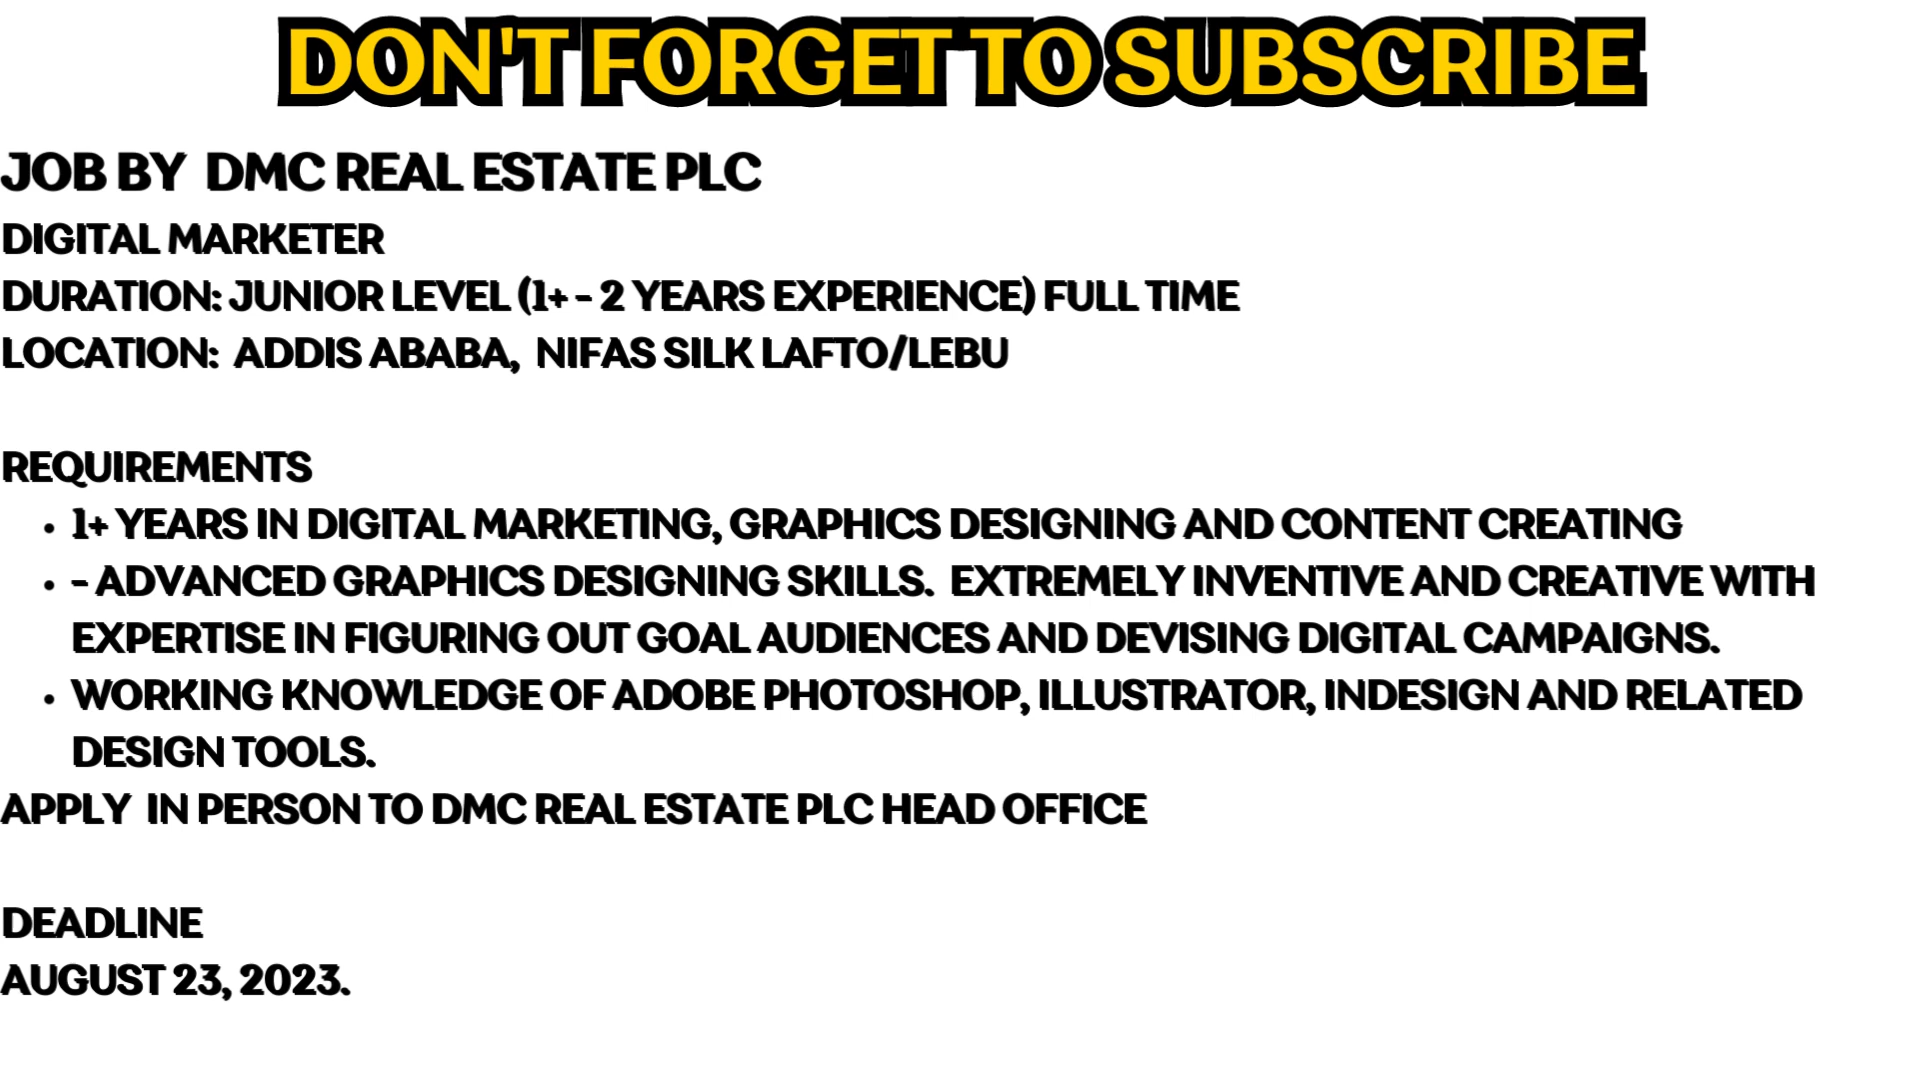 DON'T FORGET TO SUBSCRIBE
JOB BY DMC REAL ESTATE PLC
DIGITAL MARKETER
DURATION: JUNIOR LEVEL (1+ - 2 YEARS EXPERIENCE) FULL TIME
LOCATION: ADDIS ABABA, NIFAS SILK LAFTO/LEBU
REQUIREMENTS
• 1+ YEARS IN DIGITAL MARKETING, GRAPHICS DESIGNING AND CONTENT CREATING
• - ADVANCED GRAPHICS DESIGNING SKILLS. EXTREMELY INVENTIVE AND CREATIVE WITH
EXPERTISE IN FIGURING OUT GOAL AUDIENCES AND DEVISING DIGITAL CAMPAIGNS.
• WORKING KNOWLEDGE OF ADOBE PHOTOSHOP, ILLUSTRATOR, INDESIGN AND RELATED
DESIGN TOOLS.
APPLY IN PERSON TO DMC REAL ESTATE PLC HEAD OFFICE
DEADLINE
AUGUST 23, 2023.